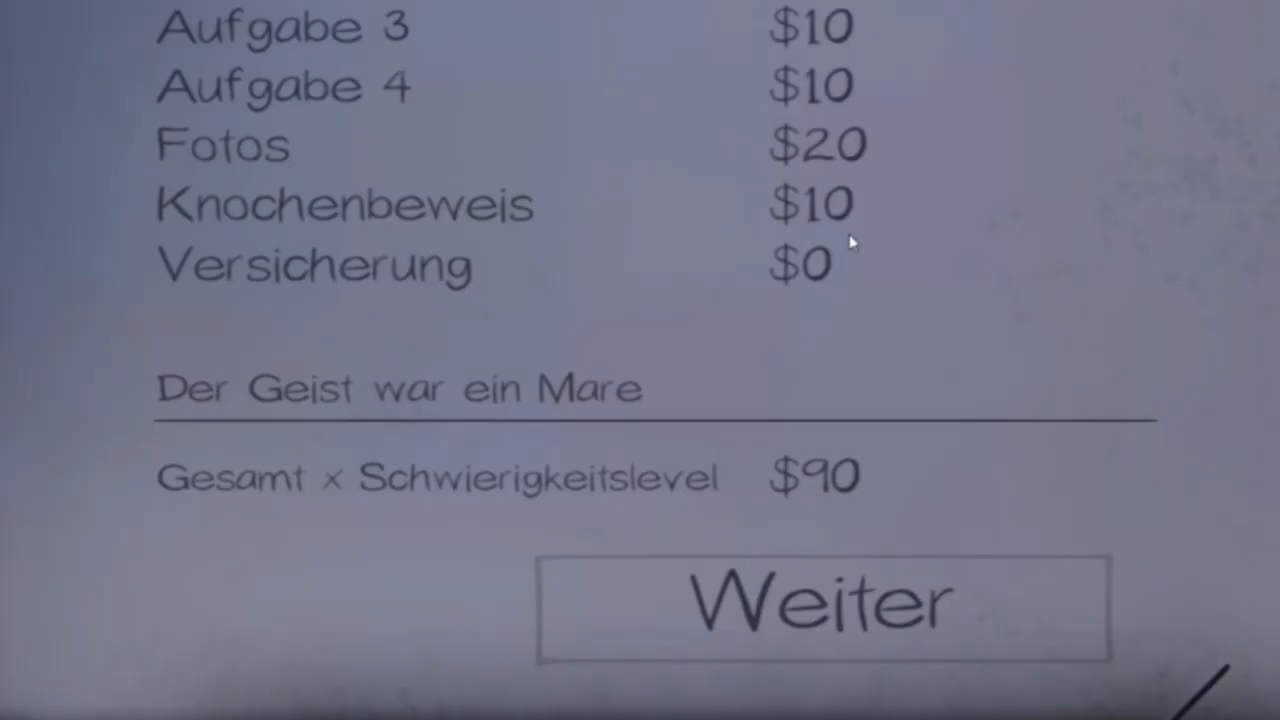 Aufgabe 3 $10
Aufgabe 4 $10
Fotos $20
Knochenbeweis $10
Versicherung $0
Der Geist war ein Mare
Gesamt x Schwierigkeitslevel $90
Weiter